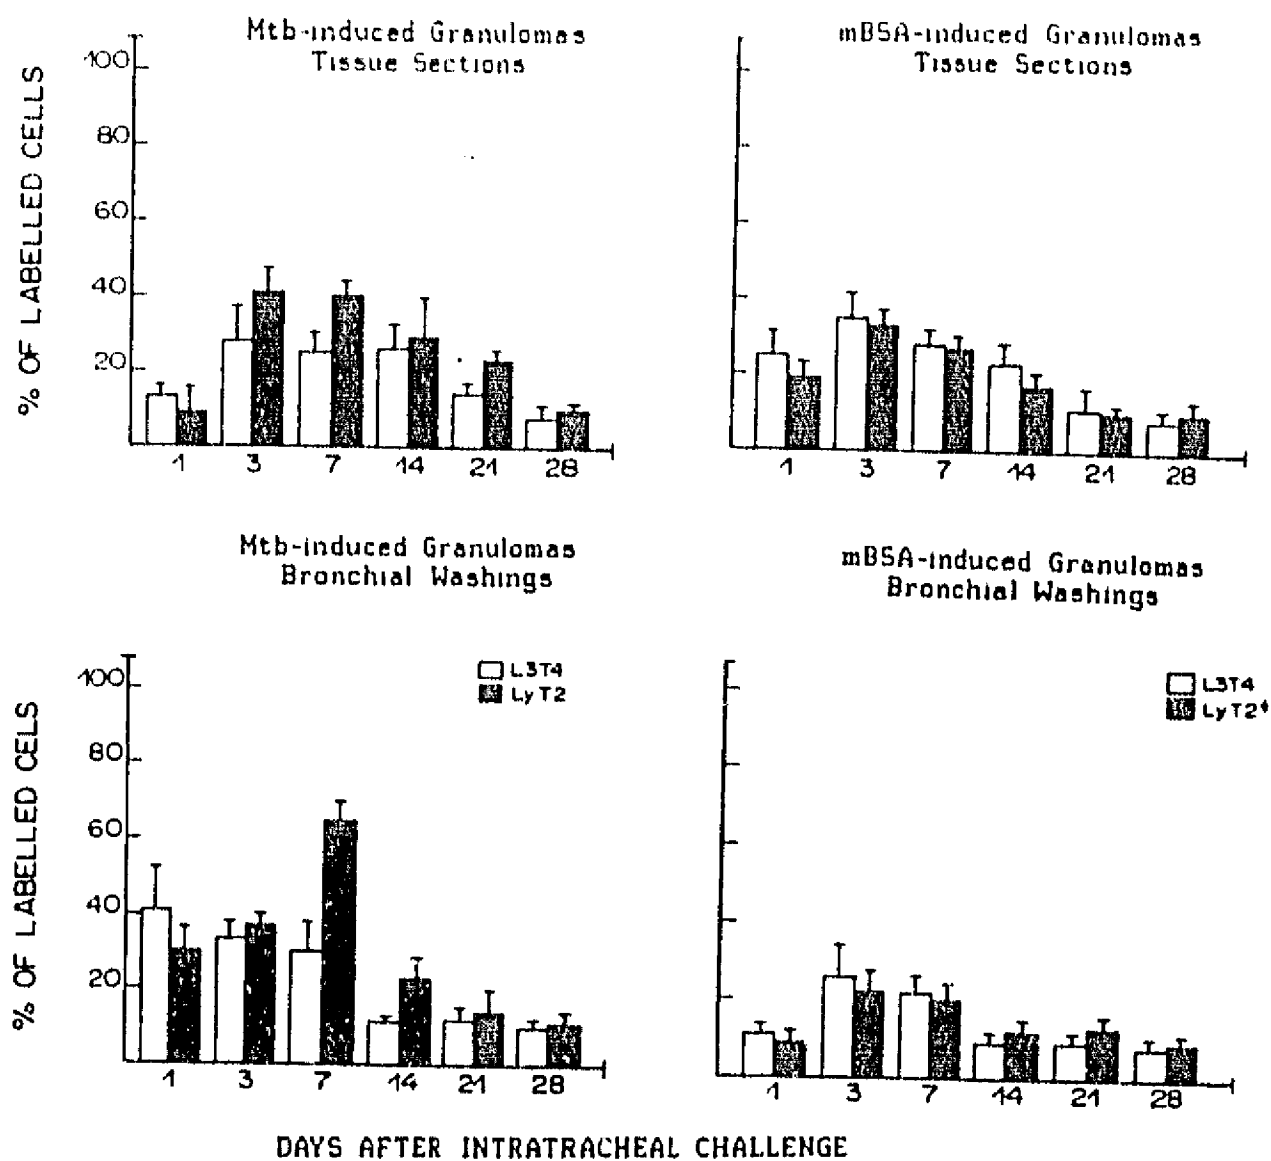 Mtb-induced Granulomas
Tissue Sections
% OF LABELLED CELLS
100
80
60
40
20
1 3 7 14 21 28
mBSA-induced Granulomas
Tissue Sections
1 3 7 14 21 28
Mtb-induced Granulomas
Bronchial Washings
% OF LABELLED CELS
100
80
60
40
20
L3T4
LyT2
1 3 7 14 21 28
mBSA-induced Granulomas
Bronchial Washings
L3T4
LyT2+
1 3 7 14 21 28
DAYS AFTER INTRATRACHEAL CHALLENGE